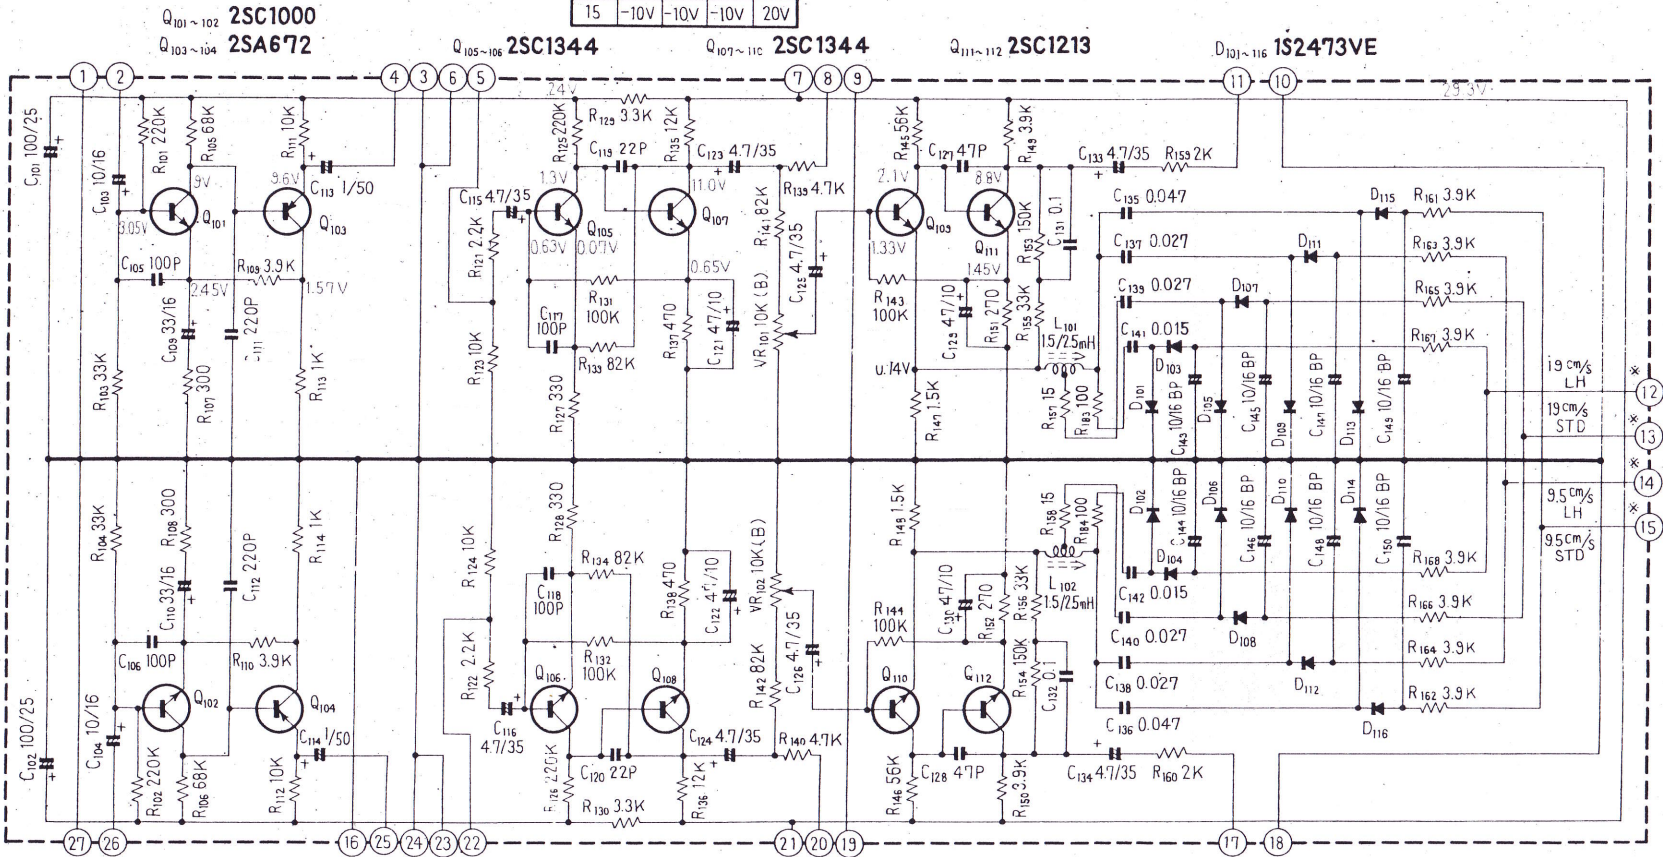 15 -10V -10V -10V 20V
Q101~102 2SC1000
Q103~104 2SA672
Q105~106 2SC1344
Q107~110 2SC1344
Q111~112 2SC1213
D101~116 1S2473VE
1 2 4 3 6 5 7 8 9 11 10
24V
29.3V
C101 100/25
C103 10/16
R101 220K
R105 68K
R111 10K
C113 1/50
9V
9.6V
3.05V
Q101
Q103
C105 100P
R109 3.9K
2.45V
1.57V
C109 33/16
220P
R103 33K
R107 300
R113 1K
R125 220K
R129 3.3K
C119 22P
R135 12K
C123 4.7/35
R139 4.7K
1.3V
11.0V
C115 4.7/35
Q105
Q107
0.63V
0.07V
0.65V
R121 2.2K
R131 100K
C117 100P
R133 82K
R123 10K
R127 330
R137 470
C121 47/10
R141 82K
VR101 10K(B)
C125 4.7/35
R145 56K
C127 47P
R149 3.9K
C133 4.7/35
R159 2K
2.1V
8.8V
Q109
Q111
1.33V
1.45V
R143 100K
C129 47/10
R151 270
R153 150K
C131 0.1
R155 33K
L101
1.5/2.5mH
R147 1.5K
R157 15
R183 100
C135 0.047
C137 0.027
C139 0.027
C141 0.015
D115
D111
D107
D103
R161 3.9K
R163 3.9K
R165 3.9K
R167 3.9K
D101
C143 10/16 BP
D105
C145 10/16 BP
D109
C147 10/16 BP
D113
C149 10/16 BP
19 cm/s
LH
※
12
19 cm/s
STD
※
13
※
14
9.5 cm/s
LH
※
15
9.5 cm/s
STD
R104 33K
R108 300
C110 33/16
C112 220P
R114 1K
C106 100P
R110 3.9K
Q102
Q104
C102 100/25
C104 10/16
R102 220K
R106 68K
R112 10K
C114 1/50
R124 10K
R128 330
R134 82K
C118 100P
R138 470
VR102 10K(B)
R122 2.2K
R132 100K
Q106
Q108
R142 82K
C126 4.7/35
C116 4.7/35
C120 22P
C124 4.7/35
R140 4.7K
R136 12K
R130 3.3K
R148 1.5K
R158 15
R184 100
L102
1.5/2.5mH
C130 47/10
R152 270
R156 33K
R144 100K
Q110
Q112
R154 150K
C132 0.1
R146 56K
C128 47P
R150 3.9K
C134 4.7/35
R160 2K
D102
C144 10/16 BP
D106
C146 10/16 BP
D110
C148 10/16 BP
D114
C150 10/16 BP
D104
C142 0.015
C140 0.027
D108
C138 0.027
D112
C136 0.047
D116
R168 3.9K
R166 3.9K
R164 3.9K
R162 3.9K
27 26 16 25 24 23 22 21 20 19 17 18